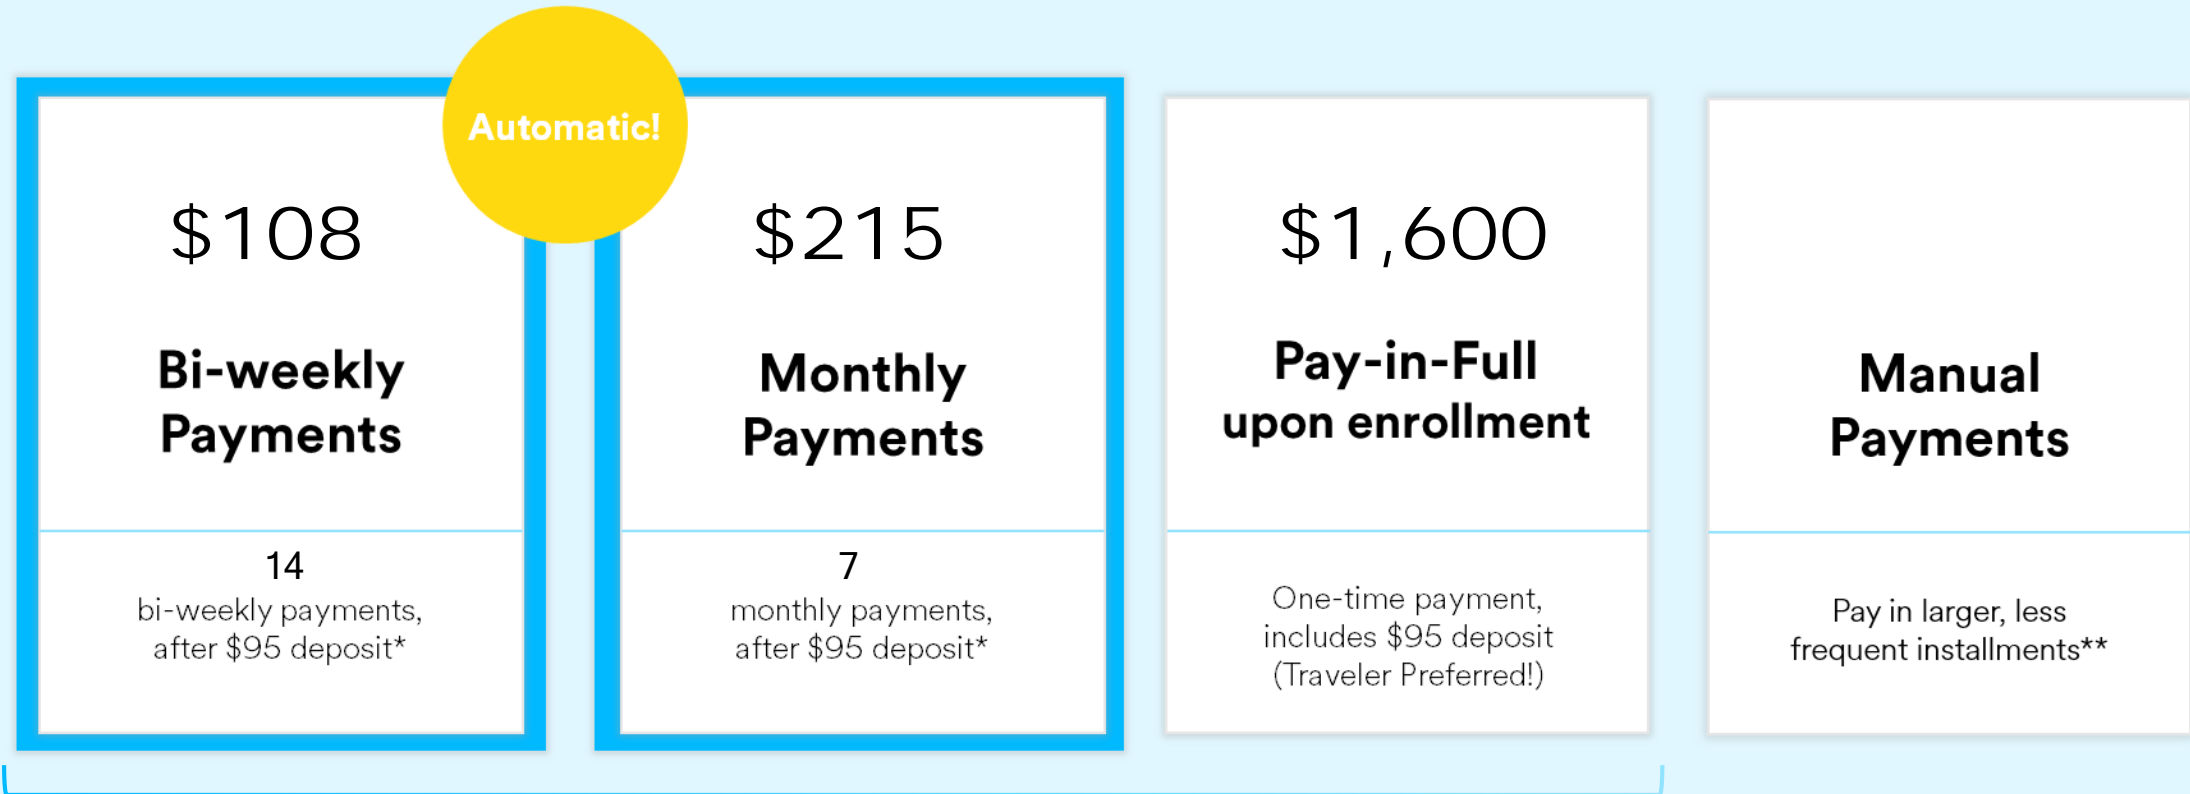 Automatic!
$108
Bi-weekly
Payments
14
bi-weekly payments,
after $95 deposit*
$215
Monthly
Payments
7
monthly payments,
after $95 deposit*
$1,600
Pay-in-Full
upon enrollment
One-time payment,
includes $95 deposit
(Traveler Preferred!)
Manual
Payments
Pay in larger, less
frequent installments**